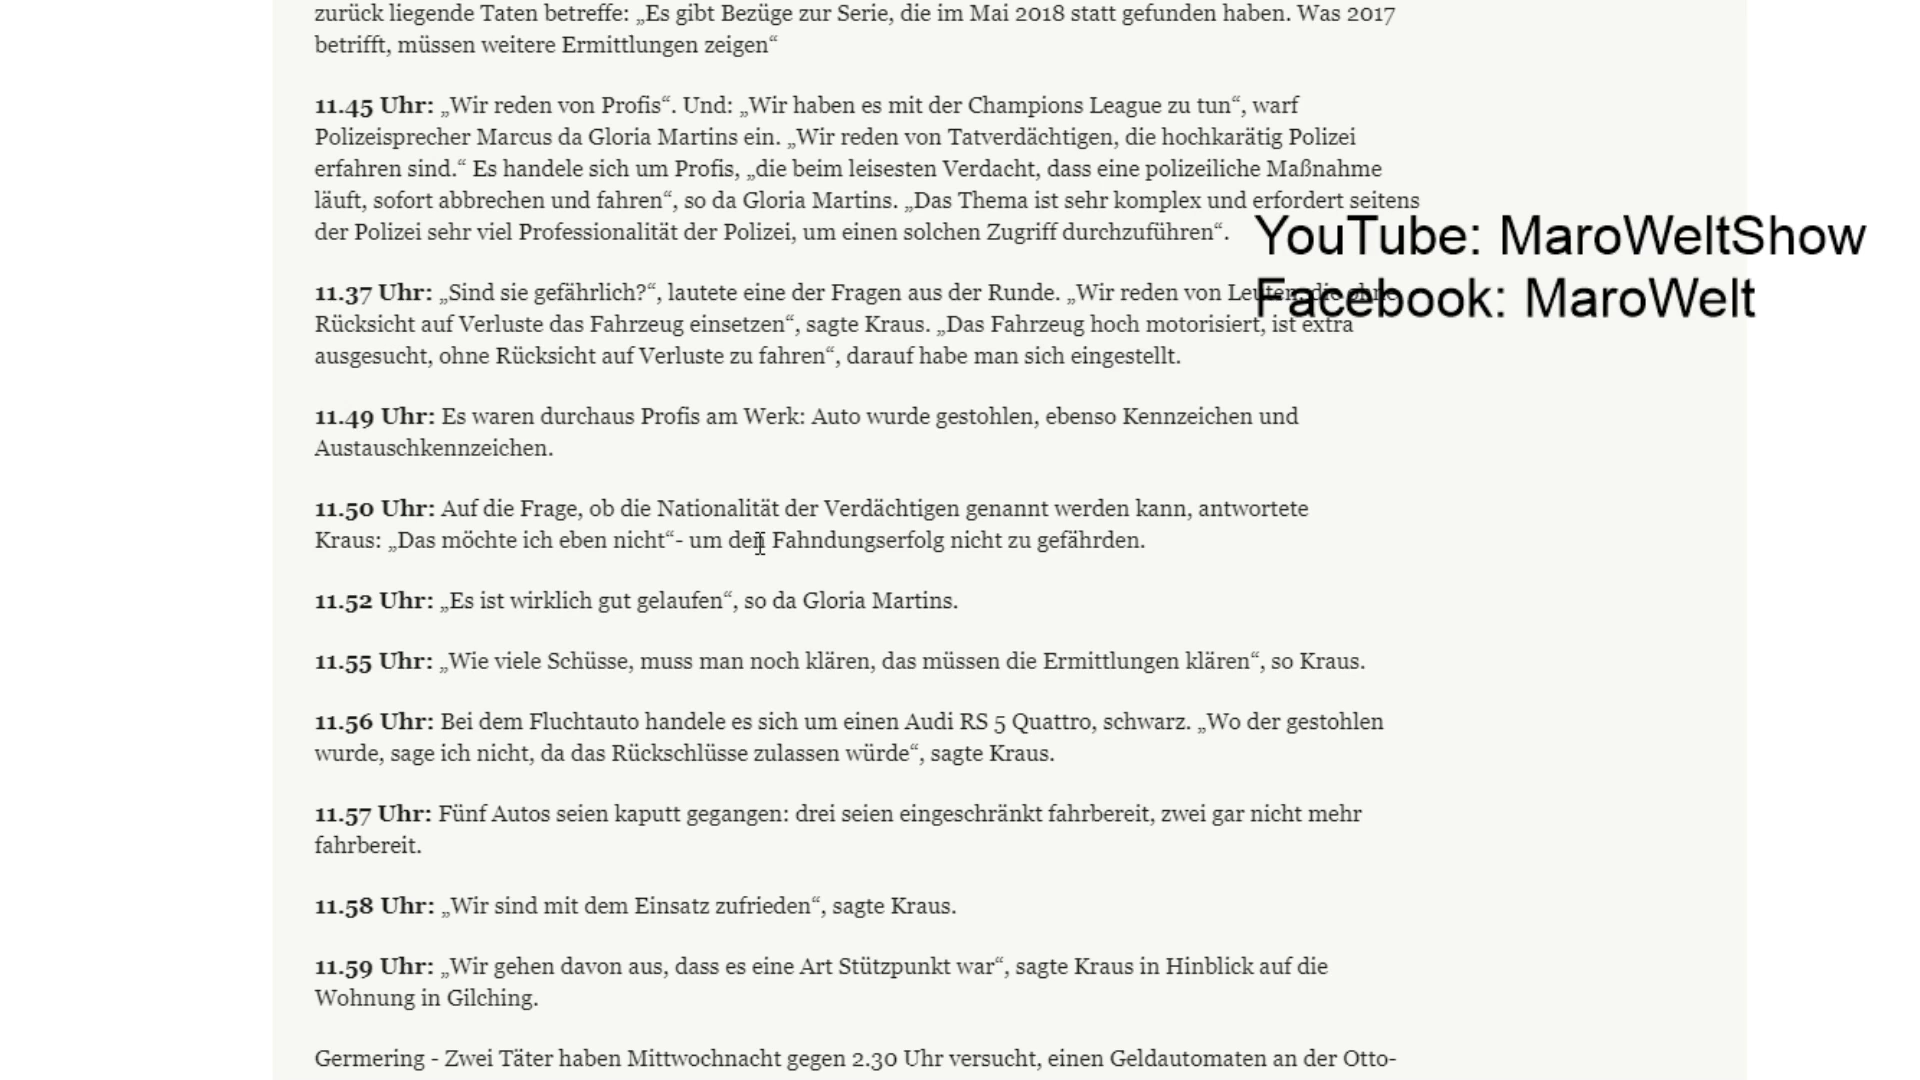 zurück liegende Taten betreffe: „Es gibt Bezüge zur Serie, die im Mai 2018 statt gefunden haben. Was 2017
betrifft, müssen weitere Ermittlungen zeigen“
11.45 Uhr: „Wir reden von Profis“. Und: „Wir haben es mit der Champions League zu tun“, warf
Polizeisprecher Marcus da Gloria Martins ein. „Wir reden von Tatverdächtigen, die hochkarätig Polizei
erfahren sind.“ Es handele sich um Profis, „die beim leisesten Verdacht, dass eine polizeiliche Maßnahme
läuft, sofort abbrechen und fahren“, so da Gloria Martins. „Das Thema ist sehr komplex und erfordert seitens
der Polizei sehr viel Professionalität der Polizei, um einen solchen Zugriff durchzuführen“.
YouTube: MaroWeltShow
Facebook: MaroWelt
11.37 Uhr: „Sind sie gefährlich?“, lautete eine der Fragen aus der Runde. „Wir reden von Leuten, die ohne
Rücksicht auf Verluste das Fahrzeug einsetzen“, sagte Kraus. „Das Fahrzeug hoch motorisiert, ist extra
ausgesucht, ohne Rücksicht auf Verluste zu fahren“, darauf habe man sich eingestellt.
11.49 Uhr: Es waren durchaus Profis am Werk: Auto wurde gestohlen, ebenso Kennzeichen und
Austauschkennzeichen.
11.50 Uhr: Auf die Frage, ob die Nationalität der Verdächtigen genannt werden kann, antwortete
Kraus: „Das möchte ich eben nicht“- um den Fahndungserfolg nicht zu gefährden.
11.52 Uhr: „Es ist wirklich gut gelaufen“, so da Gloria Martins.
11.55 Uhr: „Wie viele Schüsse, muss man noch klären, das müssen die Ermittlungen klären“, so Kraus.
11.56 Uhr: Bei dem Fluchtauto handele es sich um einen Audi RS 5 Quattro, schwarz. „Wo der gestohlen
wurde, sage ich nicht, da das Rückschlüsse zulassen würde“, sagte Kraus.
11.57 Uhr: Fünf Autos seien kaputt gegangen: drei seien eingeschränkt fahrbereit, zwei gar nicht mehr
fahrbereit.
11.58 Uhr: „Wir sind mit dem Einsatz zufrieden“, sagte Kraus.
11.59 Uhr: „Wir gehen davon aus, dass es eine Art Stützpunkt war“, sagte Kraus in Hinblick auf die
Wohnung in Gilching.
Germering - Zwei Täter haben Mittwochnacht gegen 2.30 Uhr versucht, einen Geldautomaten an der Otto-